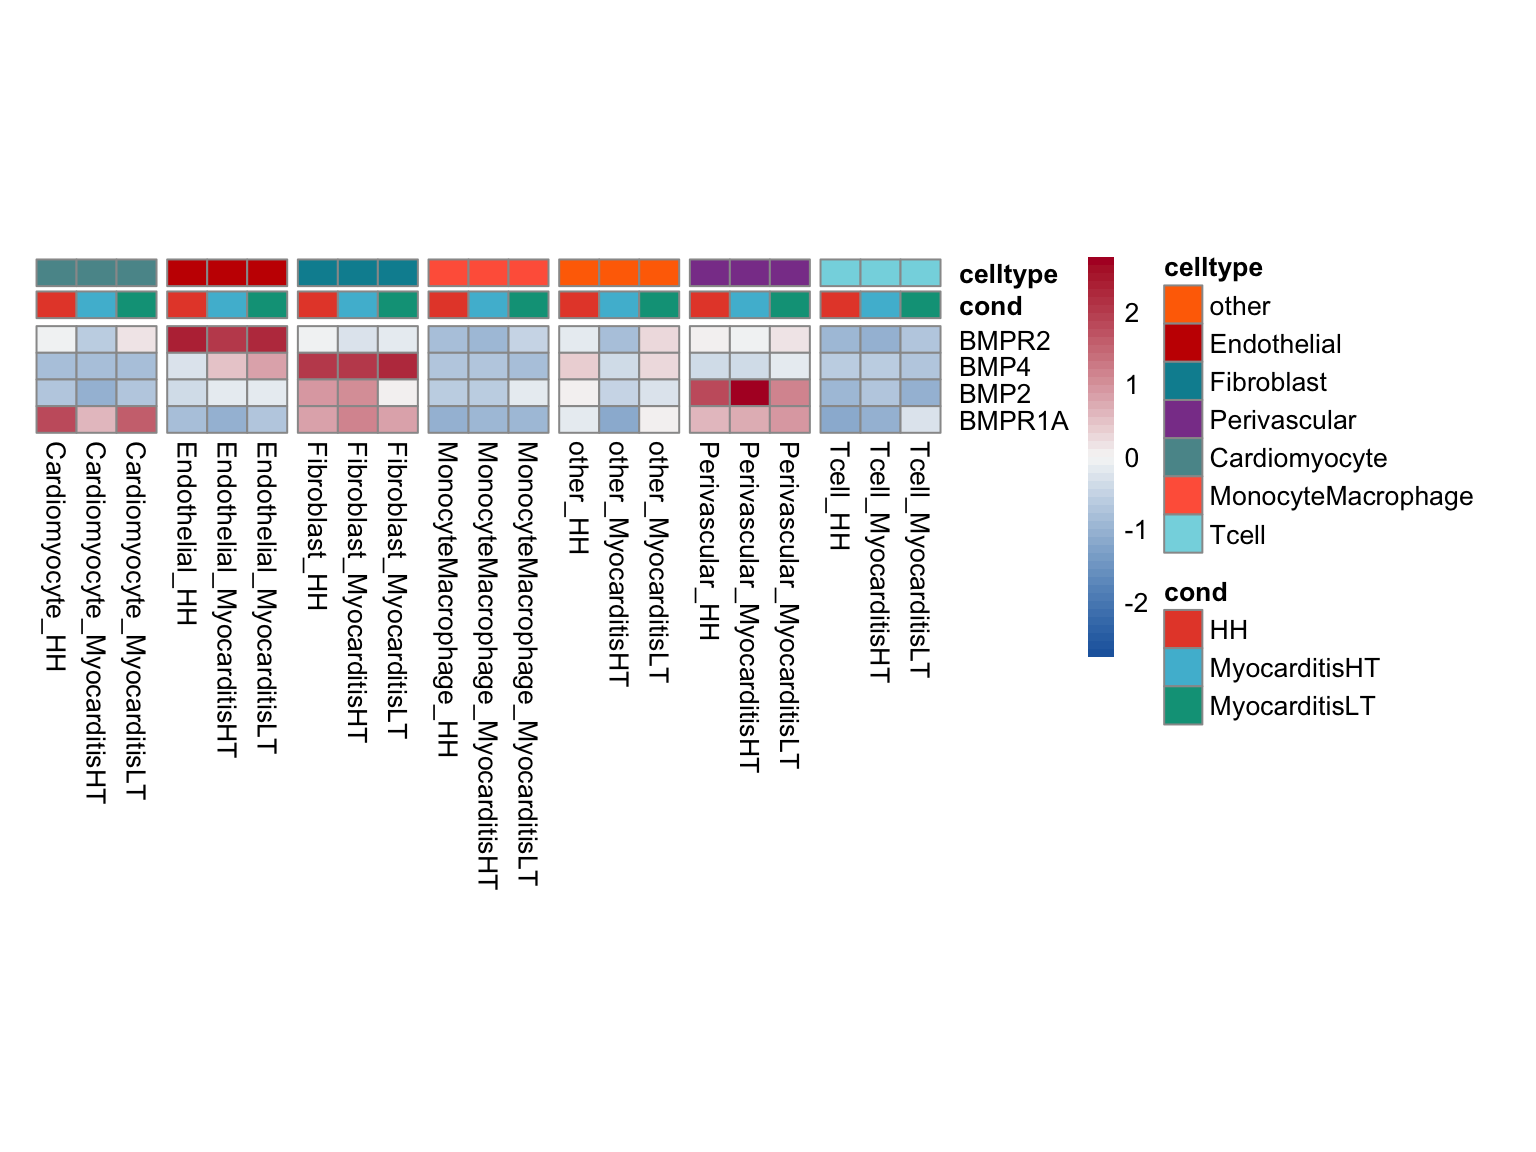 celltype
cond
BMPR2
BMP4
BMP2
BMPR1A
Cardiomyocyte_HH
Cardiomyocyte_MyocarditisHT
Cardiomyocyte_MyocarditisLT
Endothelial_HH
Endothelial_MyocarditisHT
Endothelial_MyocarditisLT
Fibroblast_HH
Fibroblast_MyocarditisHT
Fibroblast_MyocarditisLT
MonocyteMacrophage_HH
MonocyteMacrophage_MyocarditisHT
MonocyteMacrophage_MyocarditisLT
other_HH
other_MyocarditisHT
other_MyocarditisLT
Perivascular_HH
Perivascular_MyocarditisHT
Perivascular_MyocarditisLT
Tcell_HH
Tcell_MyocarditisHT
Tcell_MyocarditisLT
2
1
0
-1
-2
celltype
other
Endothelial
Fibroblast
Perivascular
Cardiomyocyte
MonocyteMacrophage
Tcell
cond
HH
MyocarditisHT
MyocarditisLT